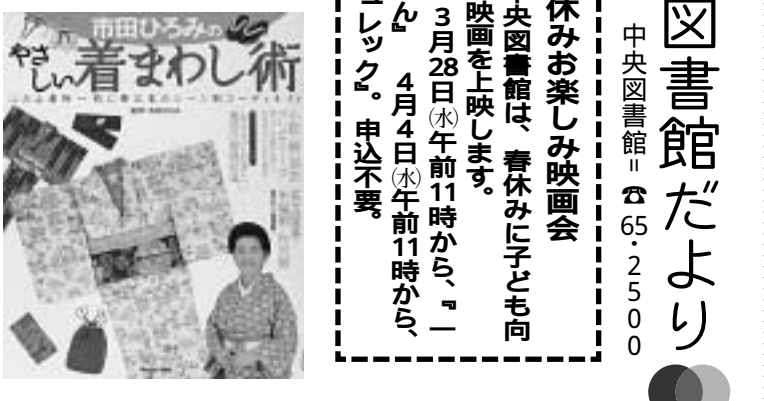 図書館だより
中央図書館＝☎65・2500
休みお楽しみ映画会
央図書館は、春休みに子ども向
映画を上映します。
3月28日㈬午前11時から、『一
ん』 4月4日㈬午前11時から、
レック』。申込不要。
市田ひろみの
やさしい着まわし術